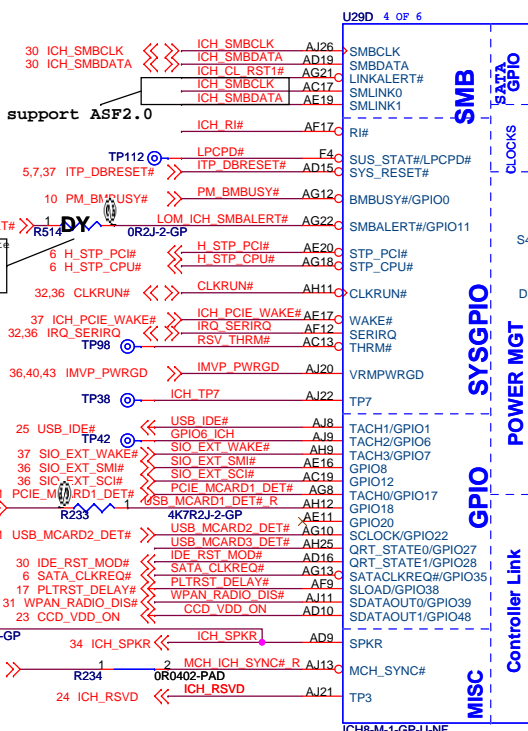 U29D 4 OF 6
30 ICH_SMBCLK ICH_SMBCLK AJ26 SMBCLK
30 ICH_SMBDATA ICH_SMBDATA AD19 SMBDATA
ICH_CL_RST1# AG21 LINKALERT#
ICH_SMBCLK AC17 SMLINK0
ICH_SMBDATA AE19 SMLINK1
support ASF2.0
SMB
SATA
GPIO
ICH_RI# AF17 RI#
CLOCKS
TP112 LPCPD# F4 SUS_STAT#/LPCPD#
5,7,37 ITP_DBRESET# ITP_DBRESET# AD15 SYS_RESET#
10 PM_BMBUSY# PM_BMBUSY# AG12 BMBUSY#/GPIO0
1 DY LOM_ICH_SMBALERT# AG22 SMBALERT#/GPIO11
R514 0R2J-2-GP
6 H_STP_PCI# H_STP_PCI# AE20 STP_PCI#
6 H_STP_CPU# H_STP_CPU# AG18 STP_CPU#
32,36 CLKRUN# CLKRUN# AH11 CLKRUN#
37 ICH_PCIE_WAKE# ICH_PCIE_WAKE# AE17 WAKE#
32,36 IRQ_SERIRQ IRQ_SERIRQ AF12 SERIRQ
TP98 RSV_THRM# AC13 THRM#
36,40,43 IMVP_PWRGD IMVP_PWRGD AJ20 VRMPWRGD
TP38 ICH_TP7 AJ22 TP7
SYSGPIO
POWER MGT
25 USB_IDE# USB_IDE# AJ8 TACH1/GPIO1
TP42 GPIO6_ICH AJ9 TACH2/GPIO6
37 SIO_EXT_WAKE# SIO_EXT_WAKE# AH9 TACH3/GPIO7
36 SIO_EXT_SMI# SIO_EXT_SMI# AE16 GPIO8
36 SIO_EXT_SCI# SIO_EXT_SCI# AC19 GPIO12
PCIE_MCARD1_DET# PCIE_MCARD1_DET# AG8 TACH0/GPIO17
1 USB_MCARD1_DET#_R AH12 GPIO18
R233 4K7R2J-2-GP AE11 GPIO20
USB_MCARD2_DET# USB_MCARD2_DET# AG10 SCLOCK/GPIO22
USB_MCARD3_DET# AH25 QRT_STATE0/GPIO27
30 IDE_RST_MOD# IDE_RST_MOD# AD16 QRT_STATE1/GPIO28
6 SATA_CLKREQ# SATA_CLKREQ# AG13 SATACLKREQ#/GPIO35
17 PLTRST_DELAY# PLTRST_DELAY# AF9 SLOAD/GPIO38
31 WPAN_RADIO_DIS# WPAN_RADIO_DIS# AJ11 SDATAOUT0/GPIO39
23 CCD_VDD_ON CCD_VDD_ON AD10 SDATAOUT1/GPIO48
GPIO
Controller Link
-GP
34 ICH_SPKR ICH_SPKR AD9 SPKR
1 2 MCH_ICH_SYNC#_R AJ13 MCH_SYNC#
R234 0R0402-PAD
24 ICH_RSVD ICH_RSVD AJ21 TP3
MISC
ICH8-M-1-GP-U-NF